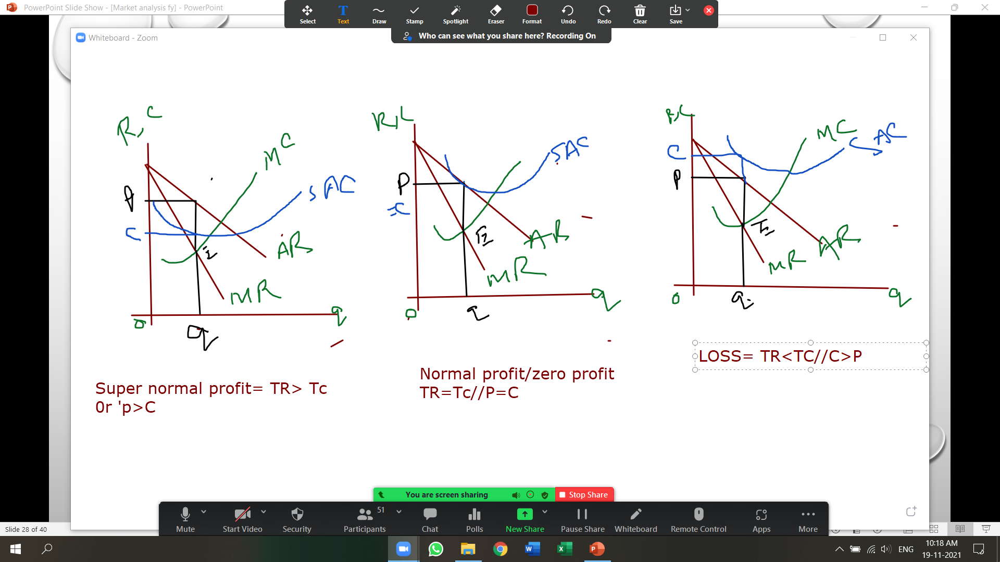 PowerPoint Slide Show - [Market analysis fy] - PowerPoint
Select Text Draw Stamp Spotlight Eraser Format Undo Redo Clear Save
Who can see what you share here? Recording On
Whiteboard - Zoom
R, C
MC
SAC
P
C
AR
MR
O
q
q
R, C
SAC
P
=C
AR
MR
O
q
q
R, C
MC
C
SAC
P
AR
MR
O
q
q
Super normal profit= TR> Tc
0r 'p>C
Normal profit/zero profit
TR=Tc//P=C
LOSS= TR<TC//C>P
You are screen sharing
Stop Share
51
Mute Start Video Security Participants Chat Polls New Share Pause Share Whiteboard Remote Control Apps More
Slide 28 of 40
ENG
10:18 AM
19-11-2021